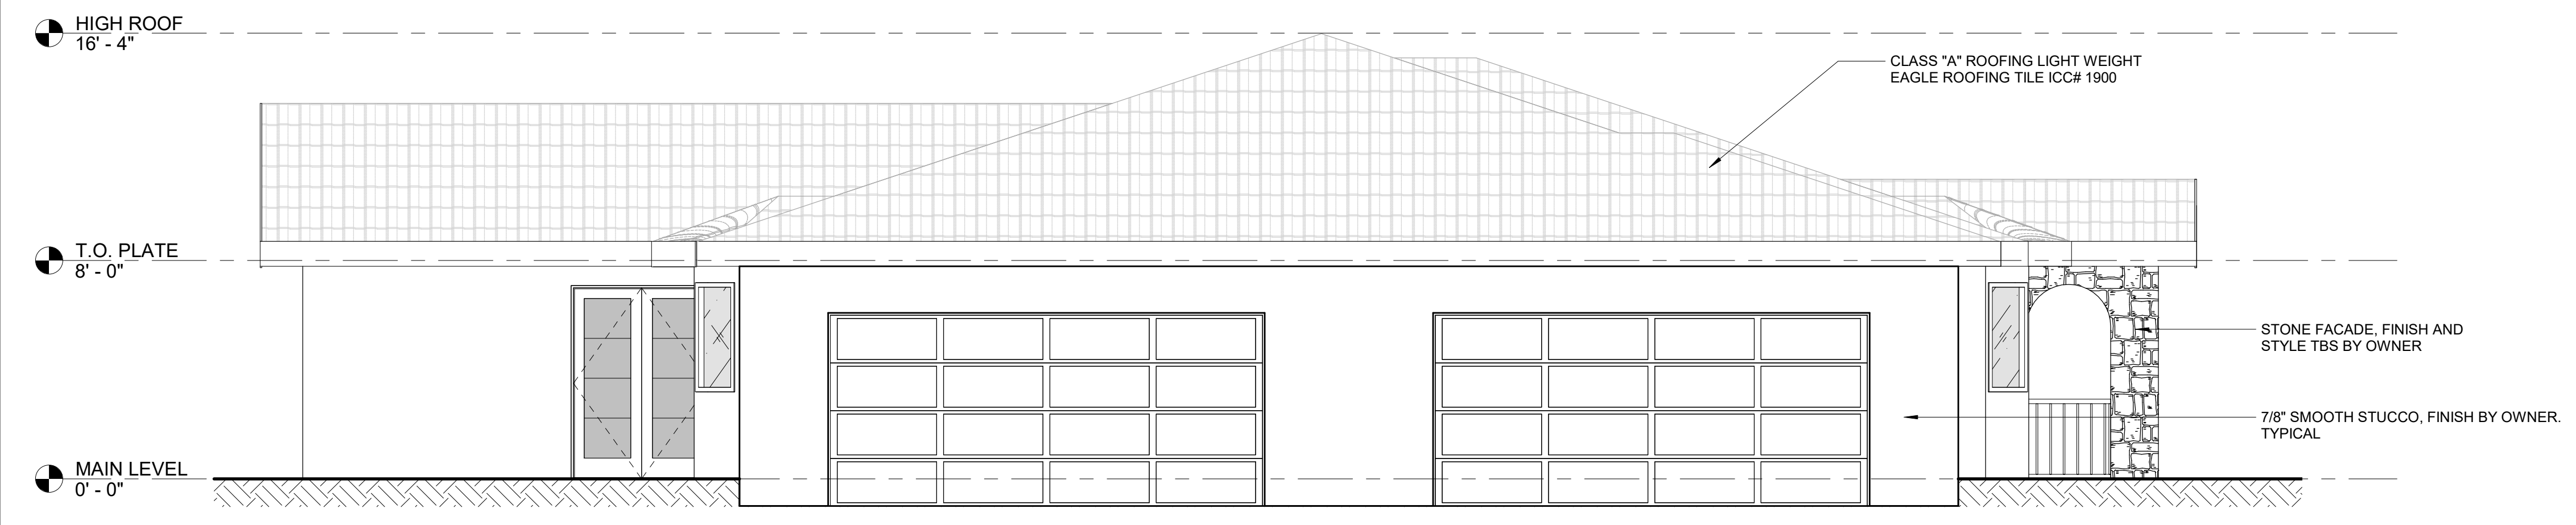 HIGH ROOF
16' - 4"
CLASS "A" ROOFING LIGHT WEIGHT
EAGLE ROOFING TILE ICC# 1900
T.O. PLATE
8' - 0"
STONE FACADE, FINISH AND
STYLE TBS BY OWNER
7/8" SMOOTH STUCCO, FINISH BY OWNER.
TYPICAL
MAIN LEVEL
0' - 0"